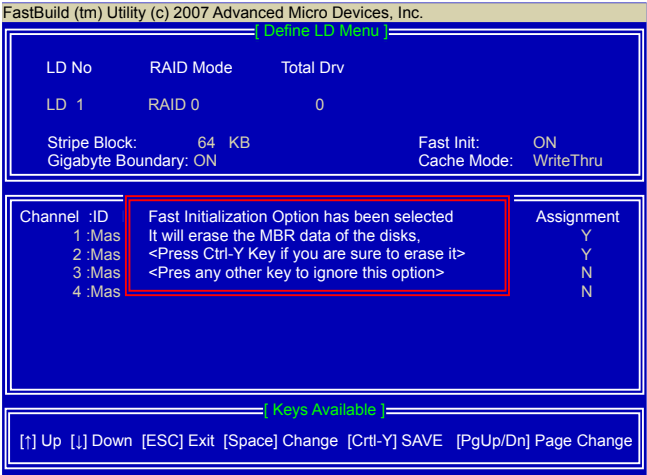 FastBuild (tm) Utility (c) 2007 Advanced Micro Devices, Inc.
[ Define LD Menu ]
LD No RAID Mode Total Drv
LD 1 RAID 0 0
Stripe Block: 64 KB Fast Init: ON
Gigabyte Boundary: ON Cache Mode: WriteThru
Channel :ID Fast Initialization Option has been selected Assignment
1 :Mas It will erase the MBR data of the disks, Y
2 :Mas <Press Ctrl-Y Key if you are sure to erase it> Y
3 :Mas <Pres any other key to ignore this option> N
4 :Mas N
[ Keys Available ]
[↑] Up [↓] Down [ESC] Exit [Space] Change [Crtl-Y] SAVE [PgUp/Dn] Page Change